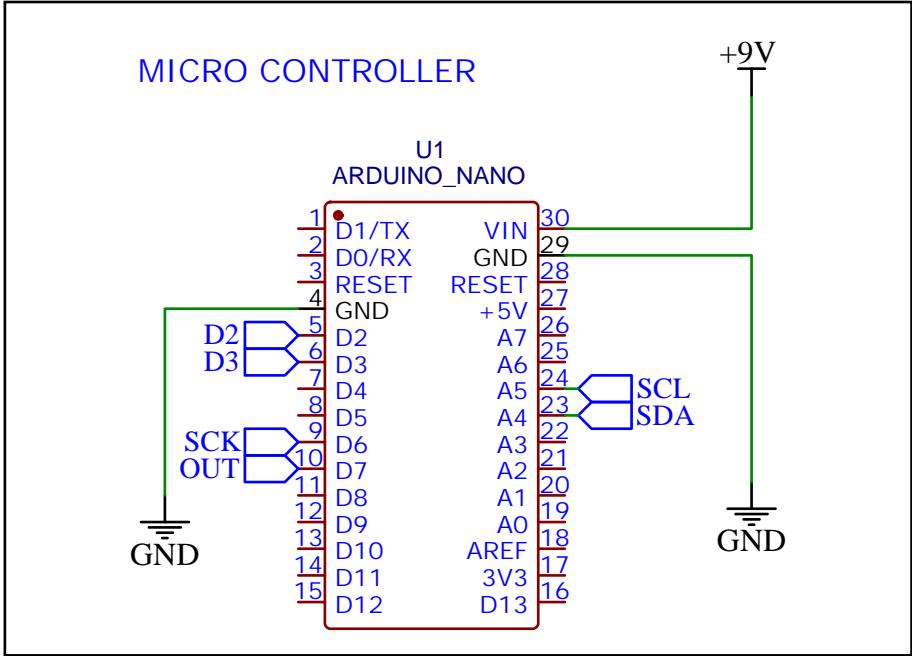 +9V
MICRO CONTROLLER
U1
ARDUINO_NANO
1 D1/TX VIN 30
2 D0/RX GND 29
3 RESET RESET 28
4 GND +5V 27
D2 5 D2 A7 26
D3 6 D3 A6 25
7 D4 A5 24 SCL
8 D5 A4 23 SDA
SCK 9 D6 A3 22
OUT 10 D7 A2 21
11 D8 A1 20
12 D9 A0 19
13 D10 AREF 18
14 D11 3V3 17
15 D12 D13 16
GND
GND